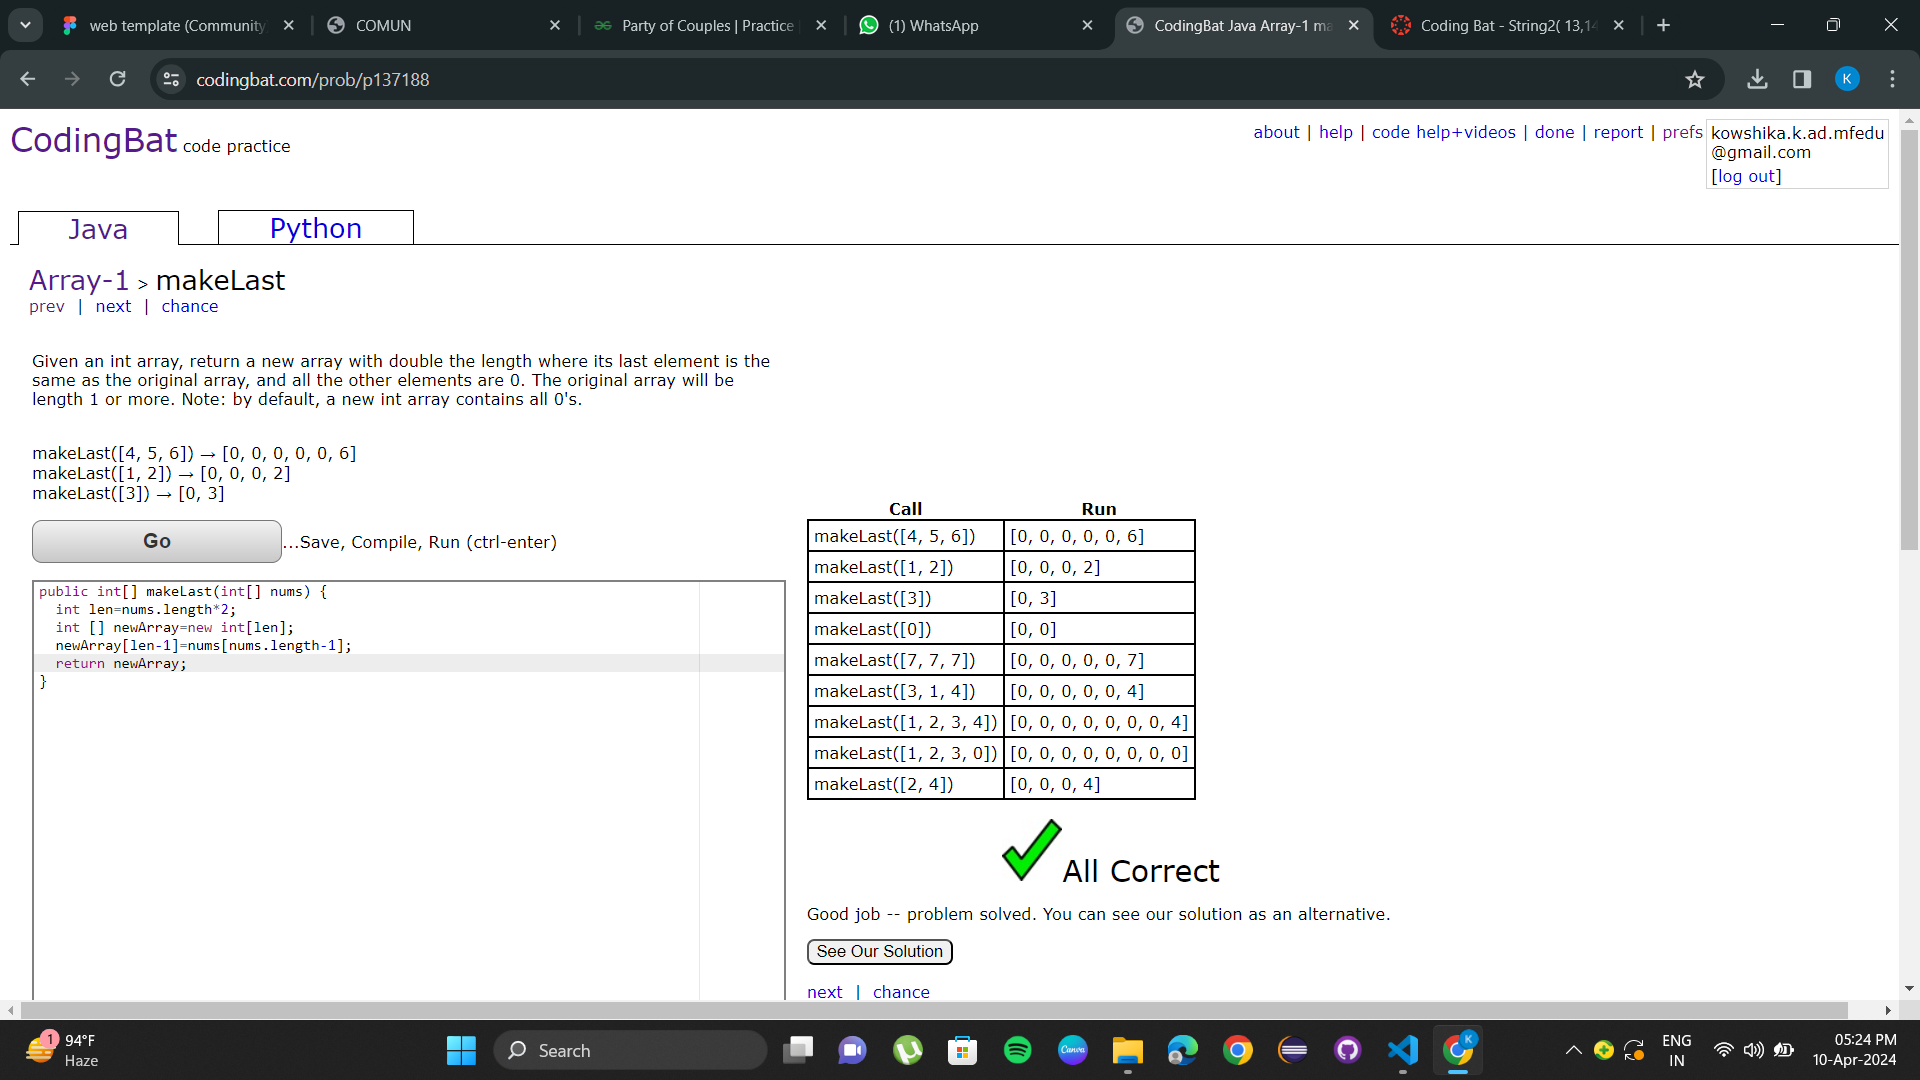 web template (Community
COMUN
Party of Couples | Practice
(1) WhatsApp
CodingBat Java Array-1 ma
Coding Bat - String2( 13,14
codingbat.com/prob/p137188
K
CodingBat code practice
about | help | code help+videos | done | report | prefs
kowshika.k.ad.mfedu
@gmail.com
[log out]
Java
Python
Array-1 > makeLast
prev | next | chance
Given an int array, return a new array with double the length where its last element is the
same as the original array, and all the other elements are 0. The original array will be
length 1 or more. Note: by default, a new int array contains all 0's.
makeLast([4, 5, 6]) → [0, 0, 0, 0, 0, 6]
makeLast([1, 2]) → [0, 0, 0, 2]
makeLast([3]) → [0, 3]
Go ...Save, Compile, Run (ctrl-enter)
public int[] makeLast(int[] nums) {
int len=nums.length*2;
int [] newArray=new int[len];
newArray[len-1]=nums[nums.length-1];
return newArray;
}
Call Run
makeLast([4, 5, 6]) [0, 0, 0, 0, 0, 6]
makeLast([1, 2]) [0, 0, 0, 2]
makeLast([3]) [0, 3]
makeLast([0]) [0, 0]
makeLast([7, 7, 7]) [0, 0, 0, 0, 0, 7]
makeLast([3, 1, 4]) [0, 0, 0, 0, 0, 4]
makeLast([1, 2, 3, 4]) [0, 0, 0, 0, 0, 0, 0, 4]
makeLast([1, 2, 3, 0]) [0, 0, 0, 0, 0, 0, 0, 0]
makeLast([2, 4]) [0, 0, 0, 4]
All Correct
Good job -- problem solved. You can see our solution as an alternative.
See Our Solution
next | chance
1
94°F
Haze
Search
Canva
K
ENG
IN
05:24 PM
10-Apr-2024